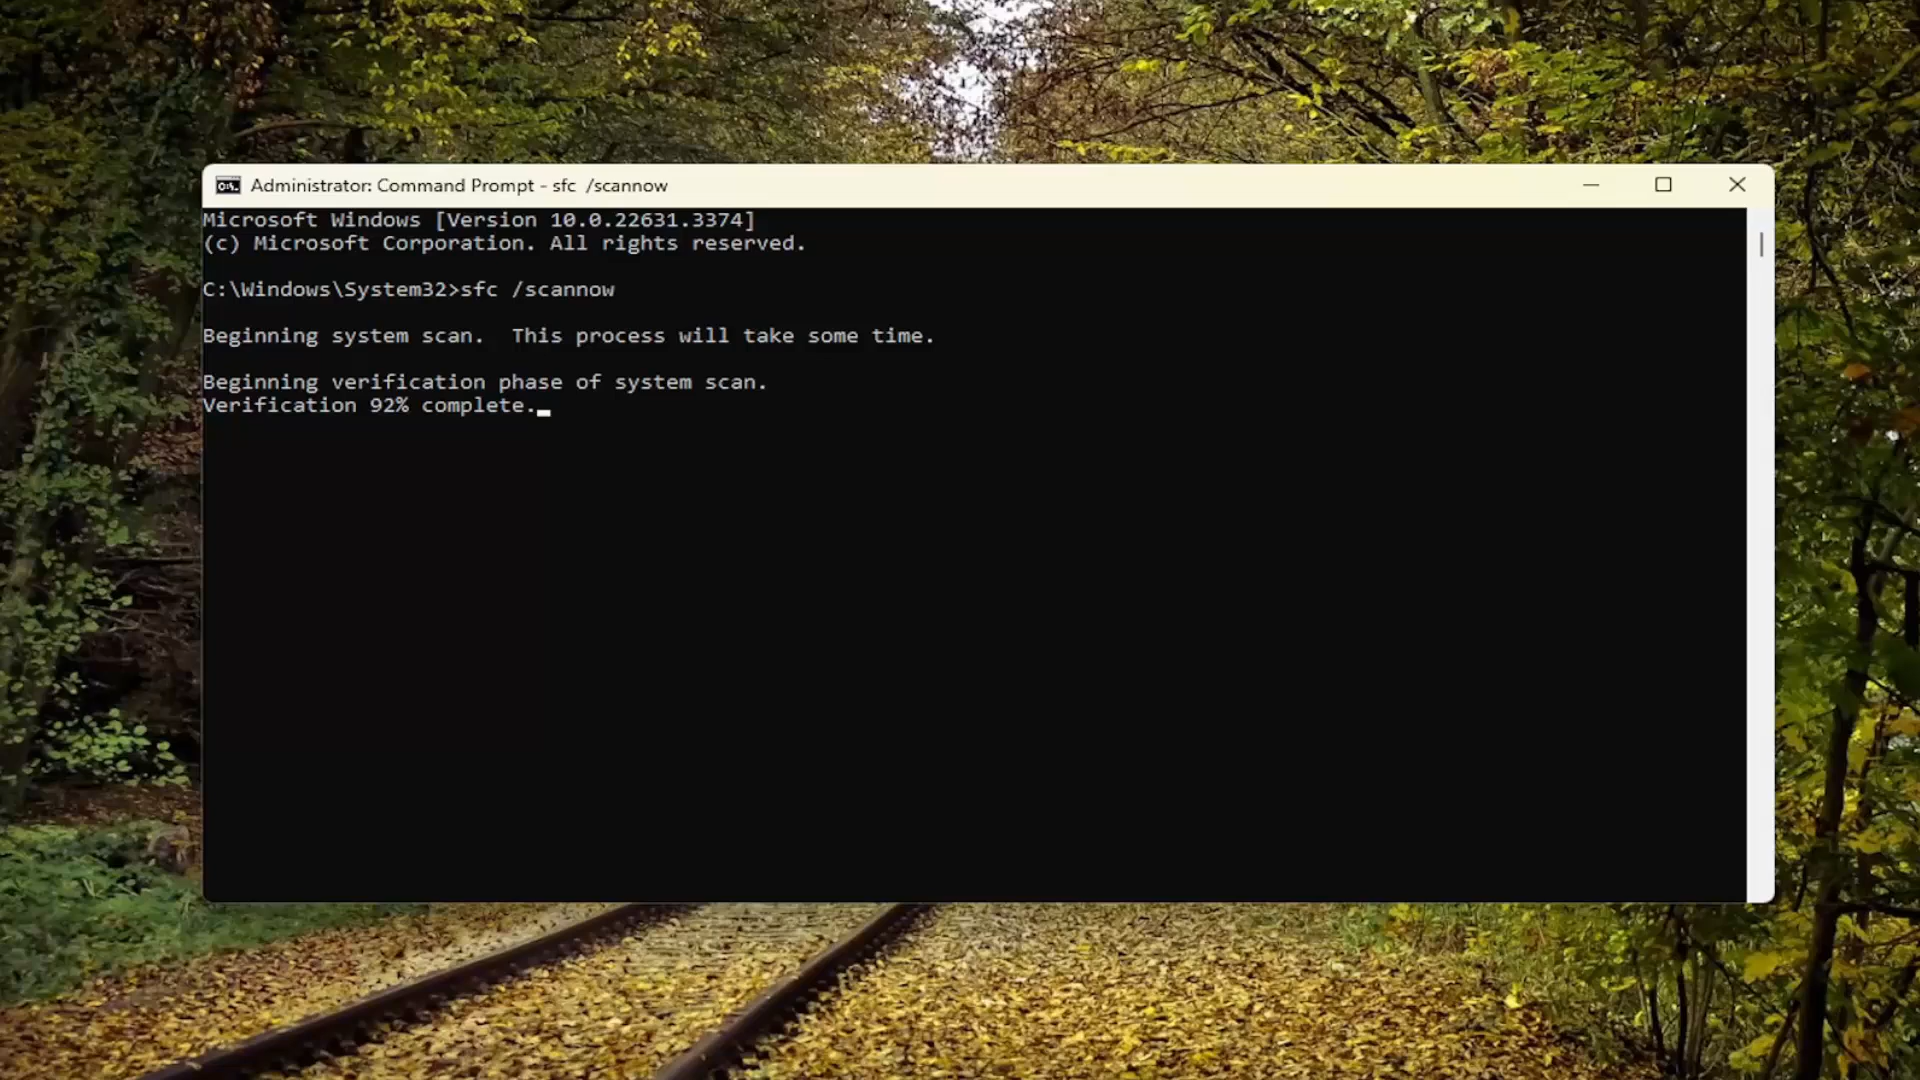 Administrator: Command Prompt - sfc  /scannow
Microsoft Windows [Version 10.0.22631.3374]
(c) Microsoft Corporation. All rights reserved.
C:\Windows\System32>sfc /scannow
Beginning system scan.  This process will take some time.
Beginning verification phase of system scan.
Verification 92% complete.